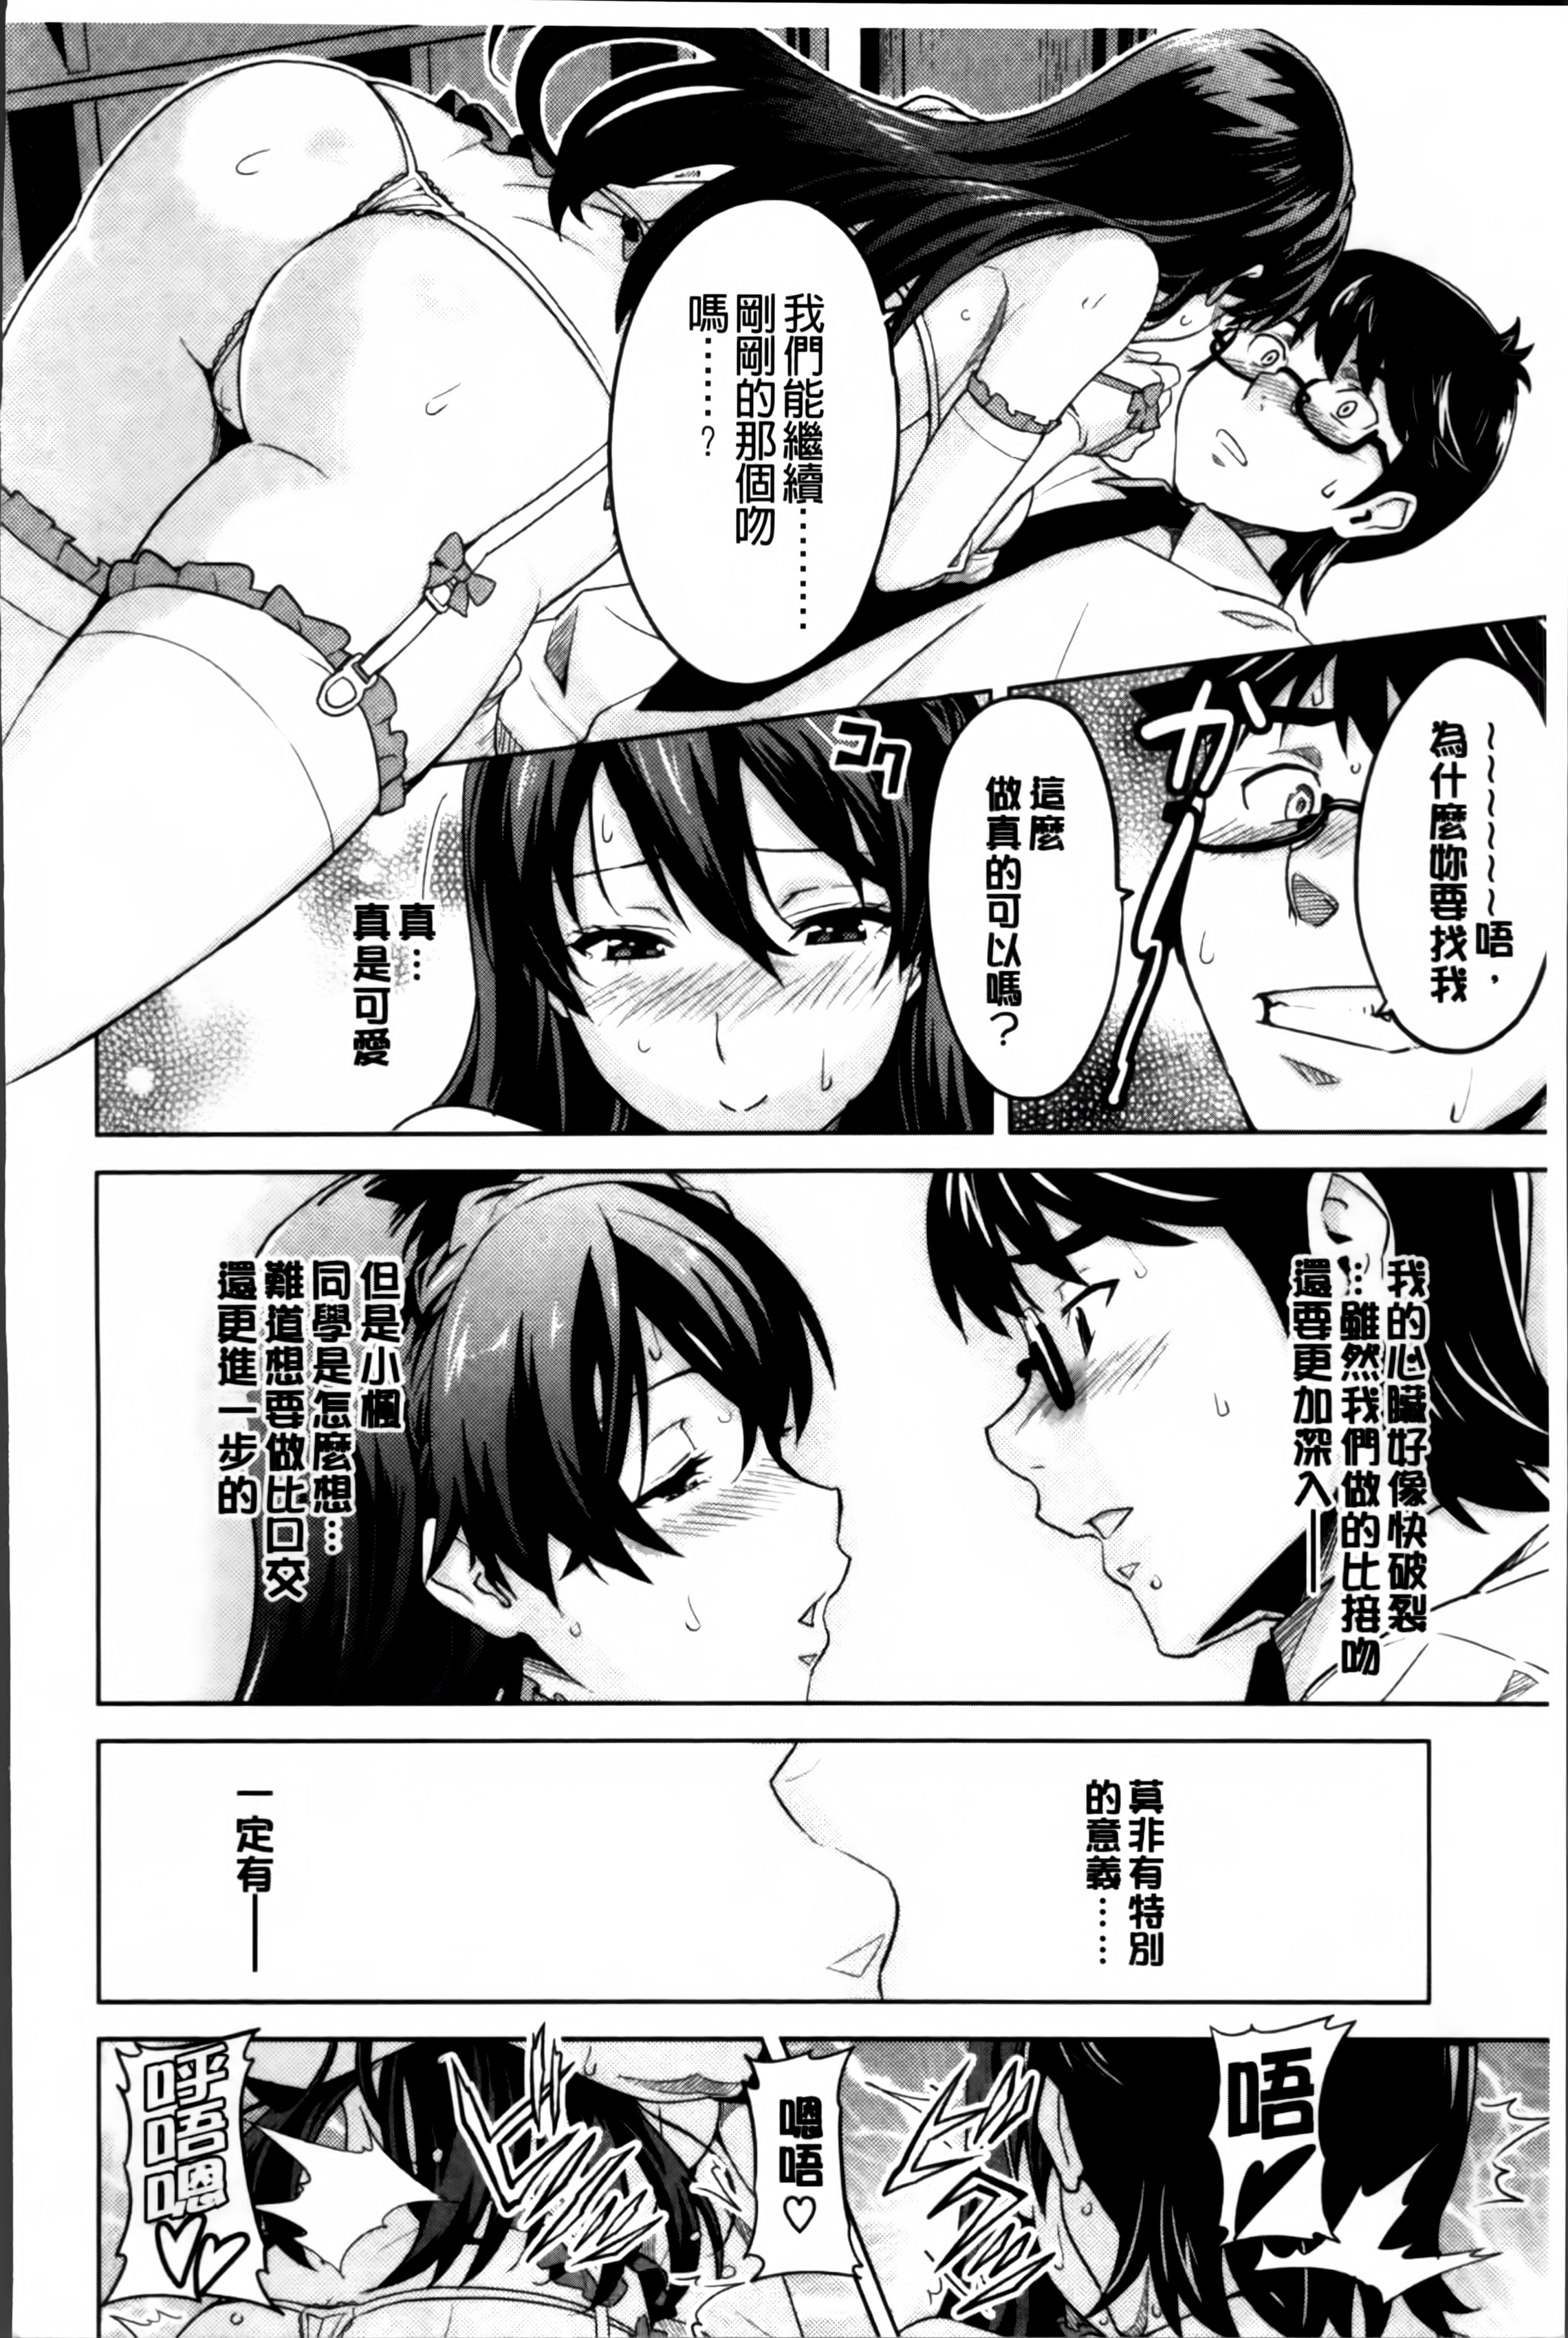 我們能繼續………
剛剛的那個吻
嗎……？
~~~~~~~唔，
為什麼妳要找我
カ
這麼
做真的可以嗎？
コク
真…
真是可愛
我的心臟好像快破裂
…雖然我們做的比接吻
還要更加深入──
但是小楓
同學是怎麼想…
難道想要做比口交
還更進一步的
莫非有特別
的意義……
一定有──
唔
嗯唔♡
呼唔嗯♡♡